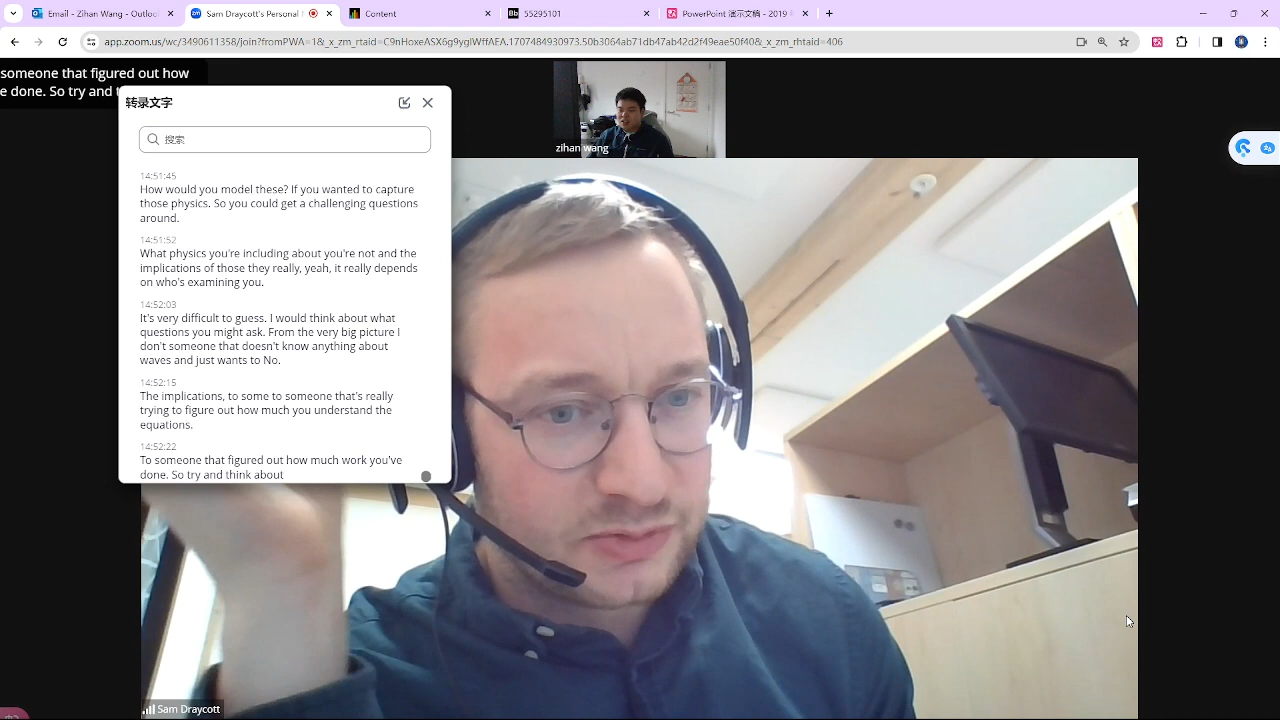 Email - Zihan Wang - Outloo
Sam Draycott's Personal
Content
55295101
PowerPoint 演示文稿 - 2019
app.zoom.us/wc/3490611358/join?fromPWA=1&_x_zm_rtaid=C9nHoxeASX6g9ygIWffAEA.1707484930973.50b3064ab71db47ab42d2f49eae50f40&_x_zm_rhtaid=406
someone that figured out how
e done. So try and t
转录文字
搜索
14:51:45
How would you model these? If you wanted to capture
those physics. So you could get a challenging questions
around.
14:51:52
What physics you're including about you're not and the
implications of those they really, yeah, it really depends
on who's examining you.
14:52:03
It's very difficult to guess. I would think about what
questions you might ask. From the very big picture I
don't someone that doesn't know anything about
waves and just wants to No.
14:52:15
The implications, to some to someone that's really
trying to figure out how much you understand the
equations.
14:52:22
To someone that figured out how much work you've
done. So try and think about
zihan wang
Sam Draycott